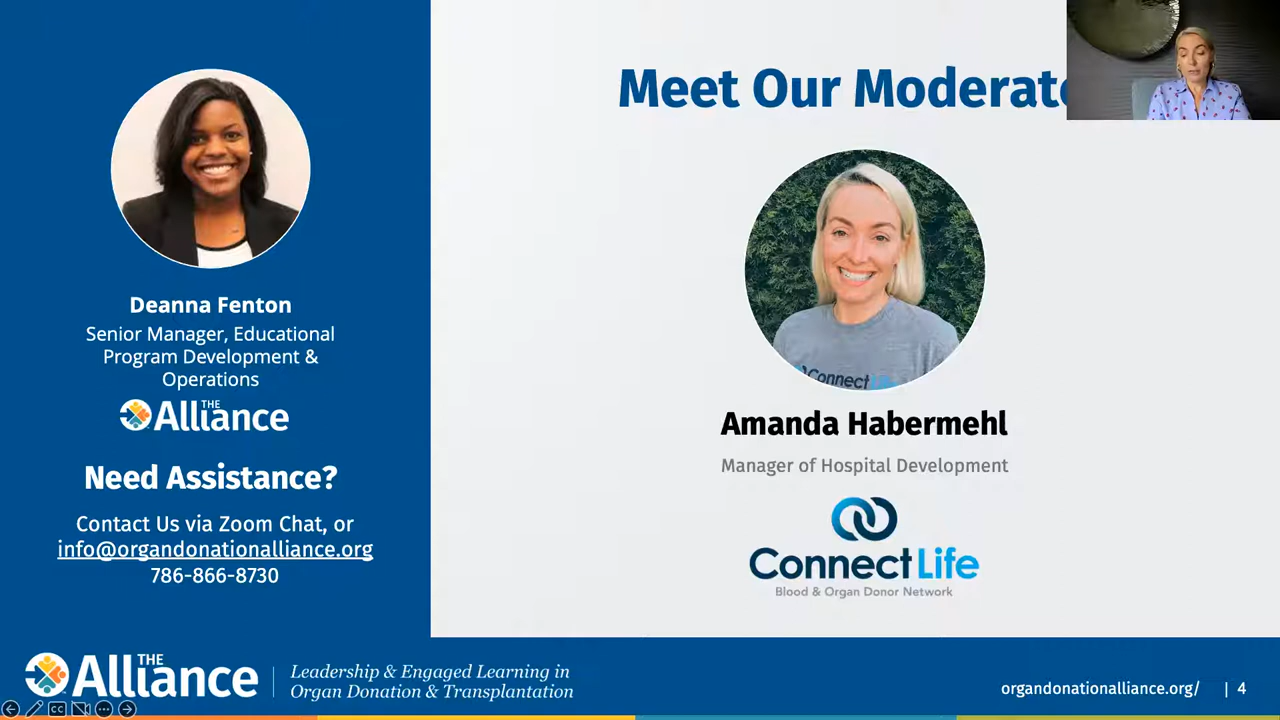 Deanna Fenton
Senior Manager, Educational
Program Development &
Operations
THE
Alliance
Need Assistance?
Contact Us via Zoom Chat, or
info@organdonationalliance.org
786-866-8730
Meet Our Moderato
ConnectLife
Amanda Habermehl
Manager of Hospital Development
ConnectLife
Blood & Organ Donor Network
THE
Alliance
Leadership & Engaged Learning in
Organ Donation & Transplantation
organdonationalliance.org/ | 4
CC